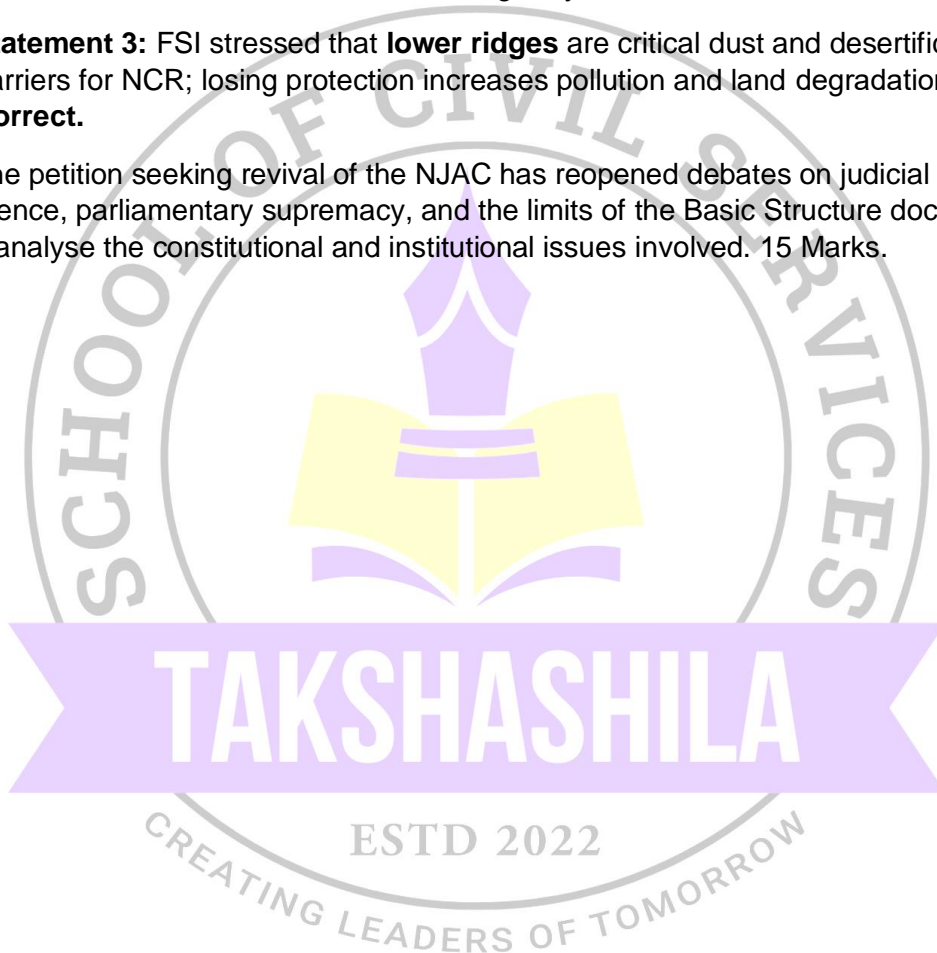 atement 3: FSI stressed that lower ridges are critical dust and desertific
arriers for NCR; losing protection increases pollution and land degradation
orrect.
ne petition seeking revival of the NJAC has reopened debates on judicial
ence, parliamentary supremacy, and the limits of the Basic Structure doc
analyse the constitutional and institutional issues involved. 15 Marks.
SCHOOL OF CIVIL SERVICES
TAKSHASHILA
ESTD 2022
CREATING LEADERS OF TOMORROW